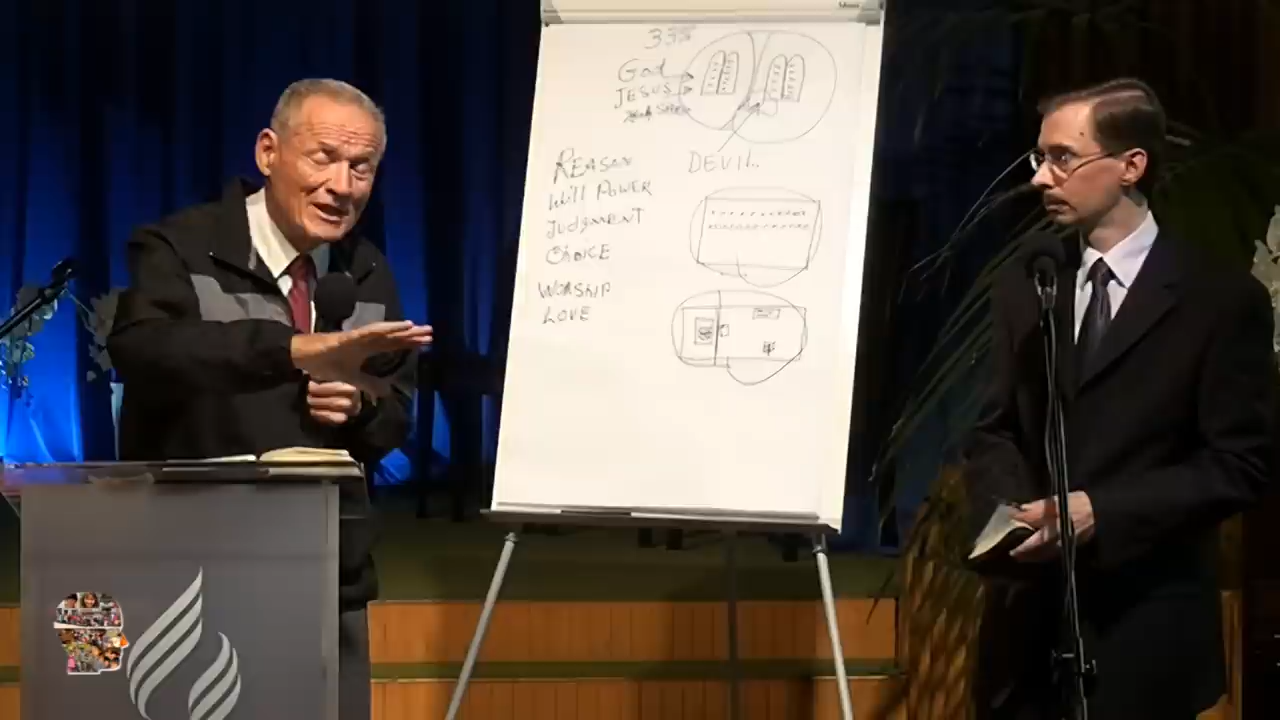 God
JESUS
DEVIL..
REASON
Will POWER
JUDGMENT
CHOICE
WORSHIP
LOVE